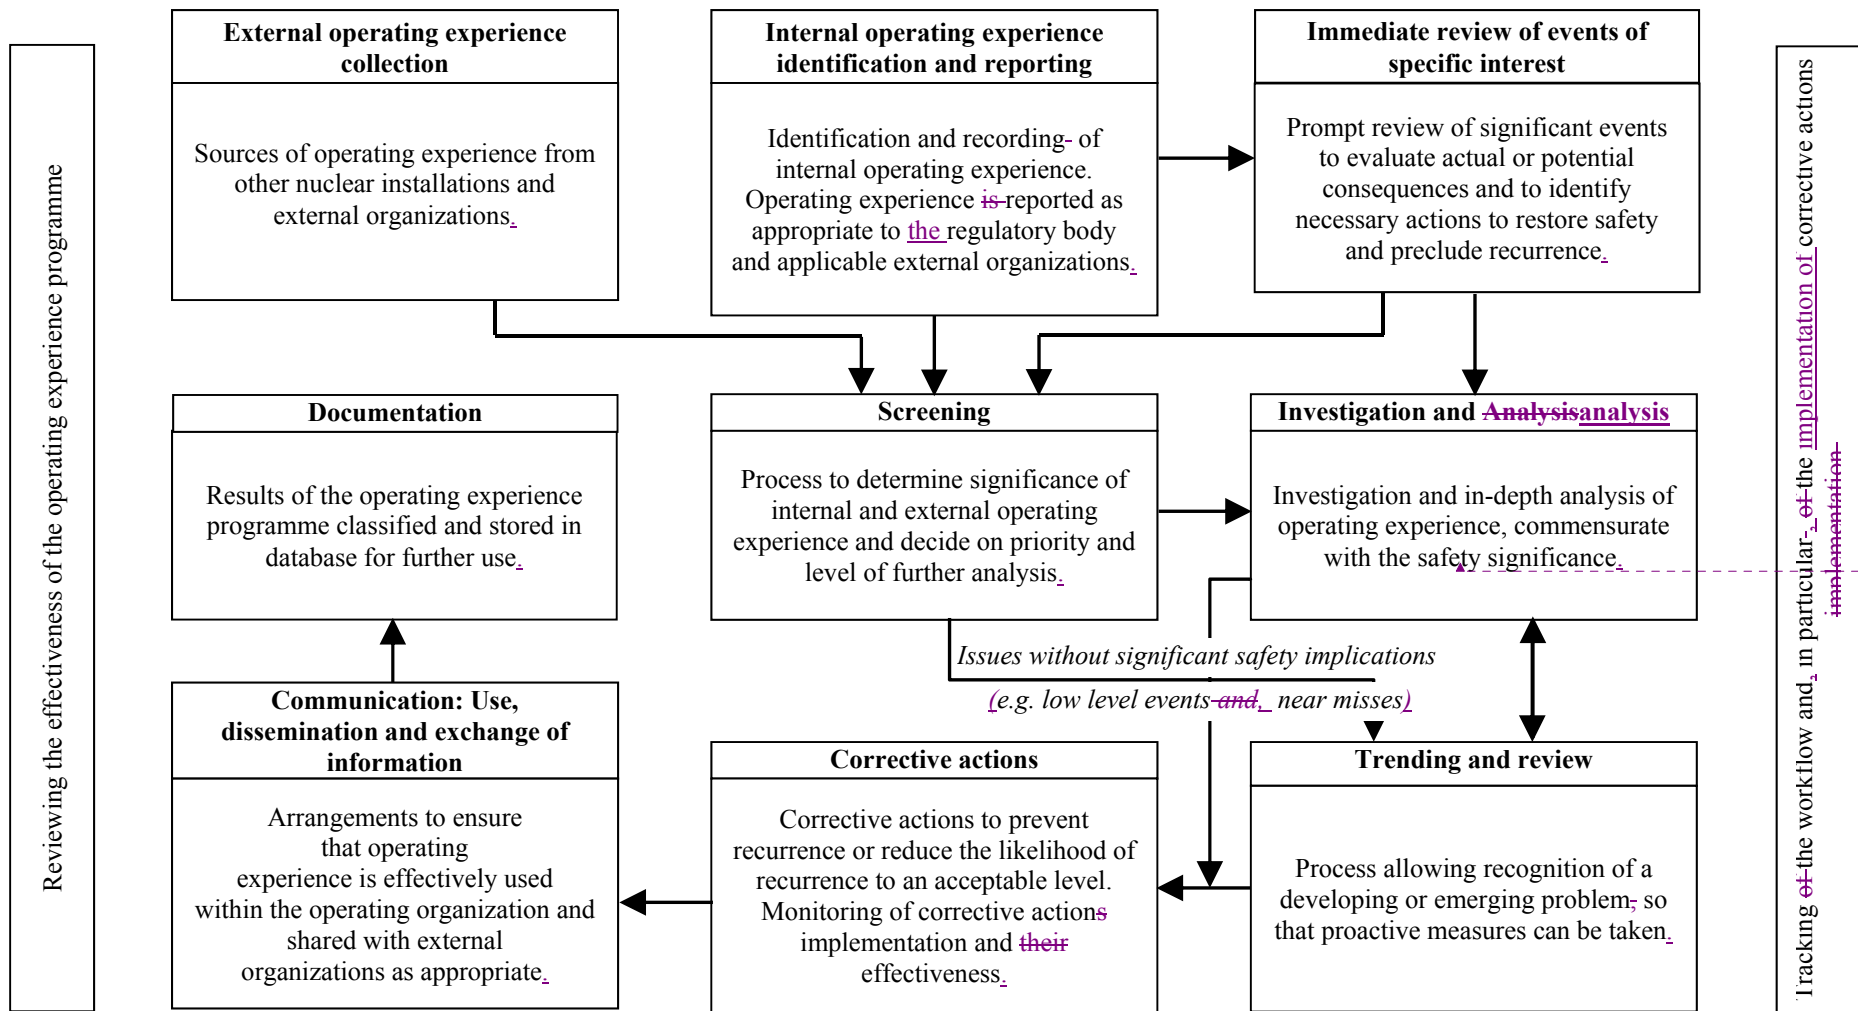 Reviewing the effectiveness of the operating experience programme
External operating experience
collection
Sources of operating experience from
other nuclear installations and
external organizations.
Internal operating experience
identification and reporting
Identification and recording- of
internal operating experience.
Operating experience is reported as
appropriate to the regulatory body
and applicable external organizations.
Immediate review of events of
specific interest
Prompt review of significant events
to evaluate actual or potential
consequences and to identify
necessary actions to restore safety
and preclude recurrence.
Documentation
Results of the operating experience
programme classified and stored in
database for further use.
Screening
Process to determine significance of
internal and external operating
experience and decide on priority and
level of further analysis.
Investigation and Analysisanalysis
Investigation and in-depth analysis of
operating experience, commensurate
with the safety significance.
Issues without significant safety implications
(e.g. low level events and, near misses)
Communication: Use,
dissemination and exchange of
information
Arrangements to ensure
that operating
experience is effectively used
within the operating organization and
shared with external
organizations as appropriate.
Corrective actions
Corrective actions to prevent
recurrence or reduce the likelihood of
recurrence to an acceptable level.
Monitoring of corrective actions
implementation and their
effectiveness.
Trending and review
Process allowing recognition of a
developing or emerging problem, so
that proactive measures can be taken.
Tracking of the workflow and, in particular-, of the implementation of corrective actions
implementation